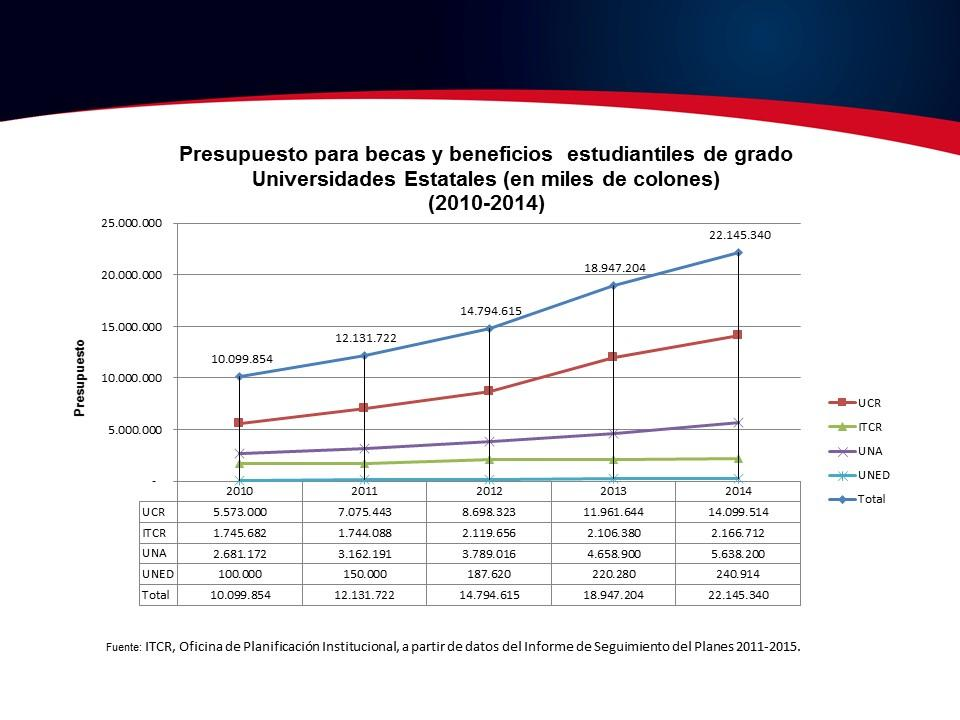 Presupuesto para becas y beneficios estudiantiles de grado
Universidades Estatales (en miles de colones)
(2010-2014)
25.000.000
20.000.000
15.000.000
10.000.000
5.000.000
-
Presupuesto
10.099.854
12.131.722
14.794.615
18.947.204
22.145.340
UCR
ITCR
UNA
UNED
Total
2010 2011 2012 2013 2014
UCR 5.573.000 7.075.443 8.698.323 11.961.644 14.099.514
ITCR 1.745.682 1.744.088 2.119.656 2.106.380 2.166.712
UNA 2.681.172 3.162.191 3.789.016 4.658.900 5.638.200
UNED 100.000 150.000 187.620 220.280 240.914
Total 10.099.854 12.131.722 14.794.615 18.947.204 22.145.340
Fuente: ITCR, Oficina de Planificación Institucional, a partir de datos del Informe de Seguimiento del Planes 2011-2015.